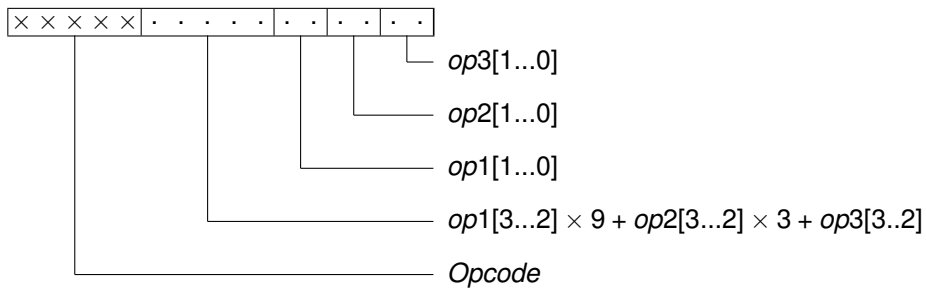 × × × × × · · · · · · · · · · ·
op3[1...0]
op2[1...0]
op1[1...0]
op1[3...2] × 9 + op2[3...2] × 3 + op3[3..2]
Opcode